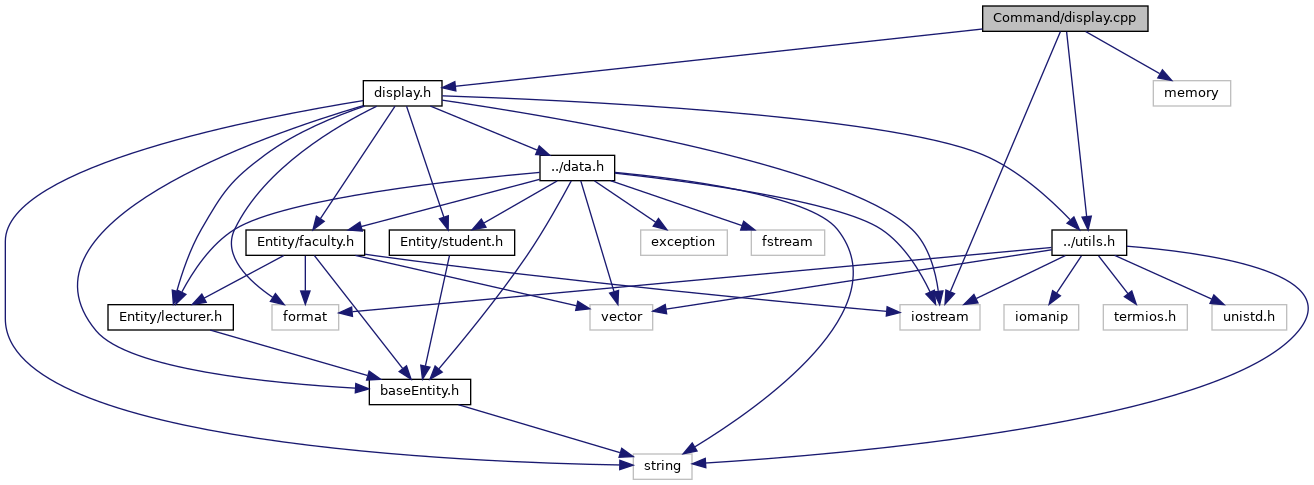 Command/display.cpp
display.h
memory
../data.h
Entity/faculty.h
Entity/student.h
exception
fstream
../utils.h
Entity/lecturer.h
format
vector
iostream
iomanip
termios.h
unistd.h
baseEntity.h
string